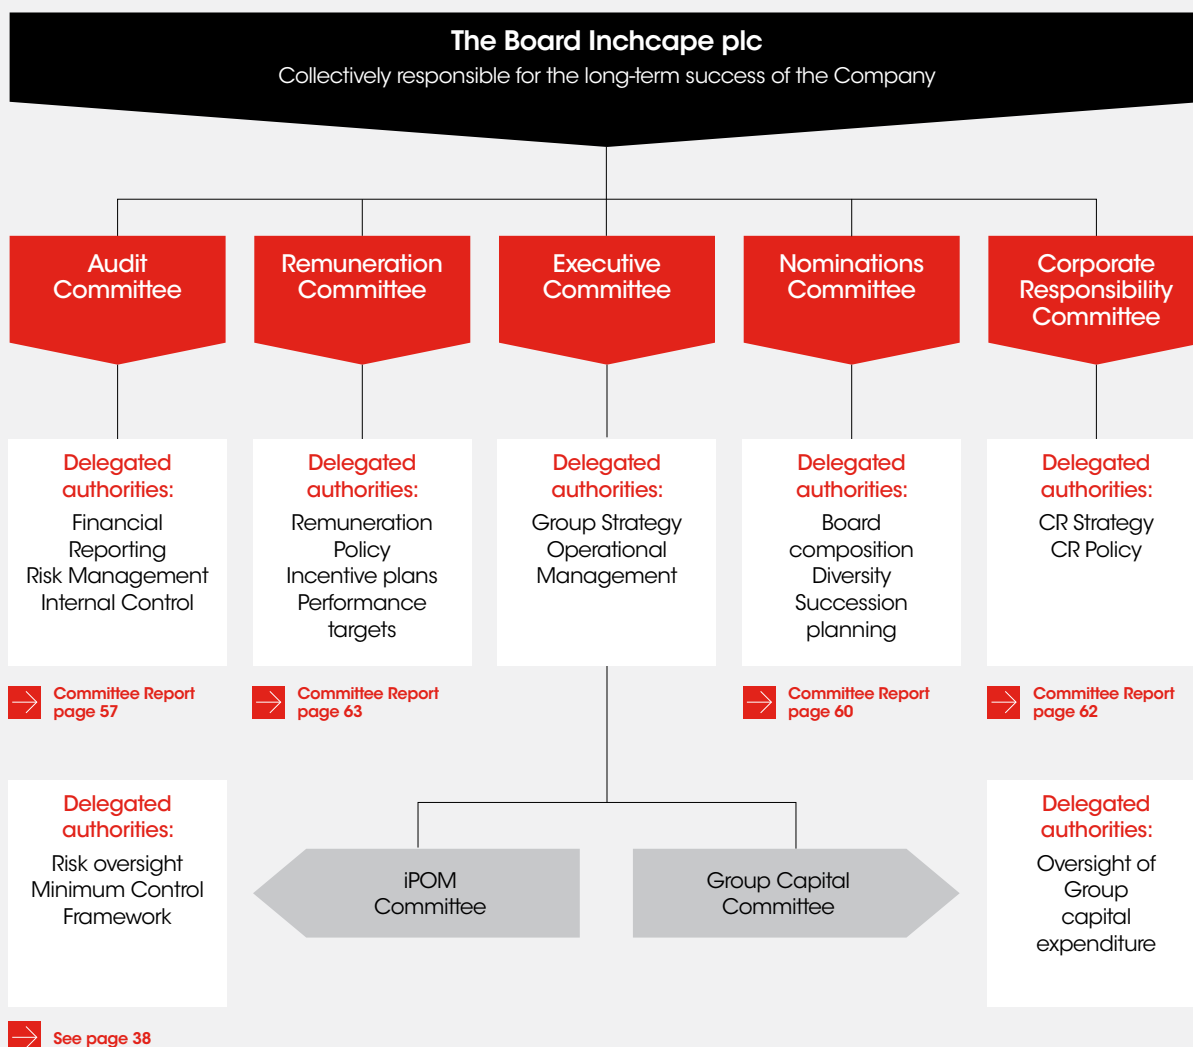 The Board Inchcape plc
Collectively responsible for the long-term success of the Company
Audit
Committee
Remuneration
Committee
Executive
Committee
Nominations
Committee
Corporate
Responsibility
Committee
Delegated
authorities:
Financial
Reporting
Risk Management
Internal Control
Delegated
authorities:
Remuneration
Policy
Incentive plans
Performance
targets
Delegated
authorities:
Group Strategy
Operational
Management
Delegated
authorities:
Board
composition
Diversity
Succession
planning
Delegated
authorities:
CR Strategy
CR Policy
Committee Report
page 57
Committee Report
page 63
Committee Report
page 60
Committee Report
page 62
Delegated
authorities:
Risk oversight
Minimum Control
Framework
iPOM
Committee
Group Capital
Committee
Delegated
authorities:
Oversight of
Group
capital
expenditure
See page 38